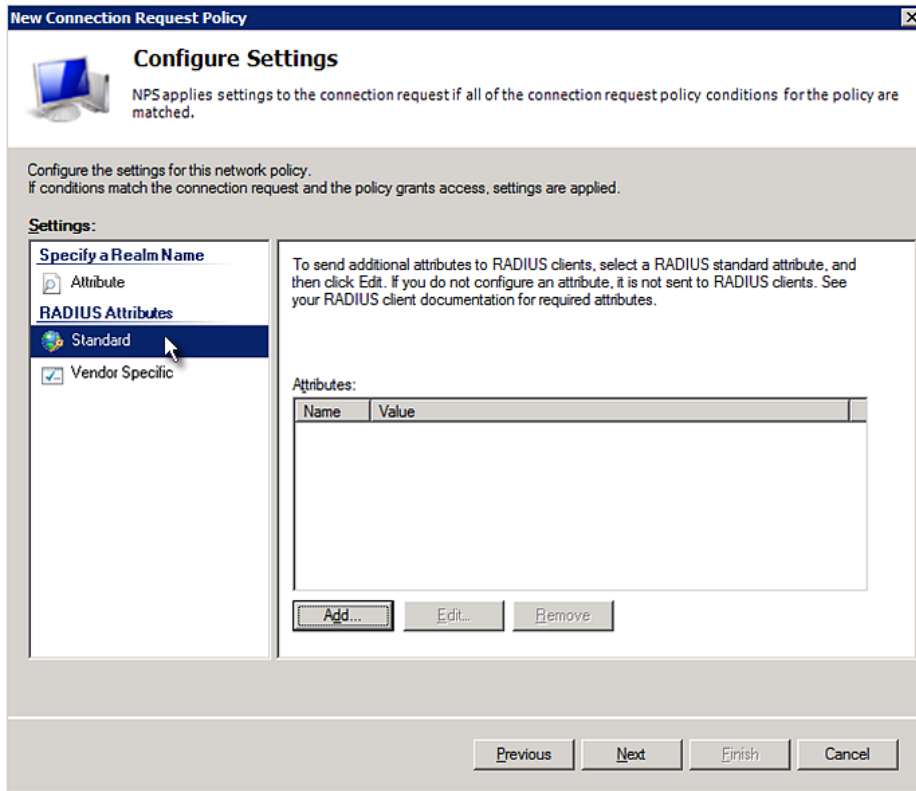 New Connection Request Policy
Configure Settings
NPS applies settings to the connection request if all of the connection request policy conditions for the policy are
matched.
Configure the settings for this network policy.
If conditions match the connection request and the policy grants access, settings are applied.
Settings:
Specify a Realm Name
Attribute
RADIUS Attributes
Standard
Vendor Specific
To send additional attributes to RADIUS clients, select a RADIUS standard attribute, and
then click Edit. If you do not configure an attribute, it is not sent to RADIUS clients. See
your RADIUS client documentation for required attributes.
Attributes:
Name Value
Add... Edit... Remove
Previous Next Finish Cancel